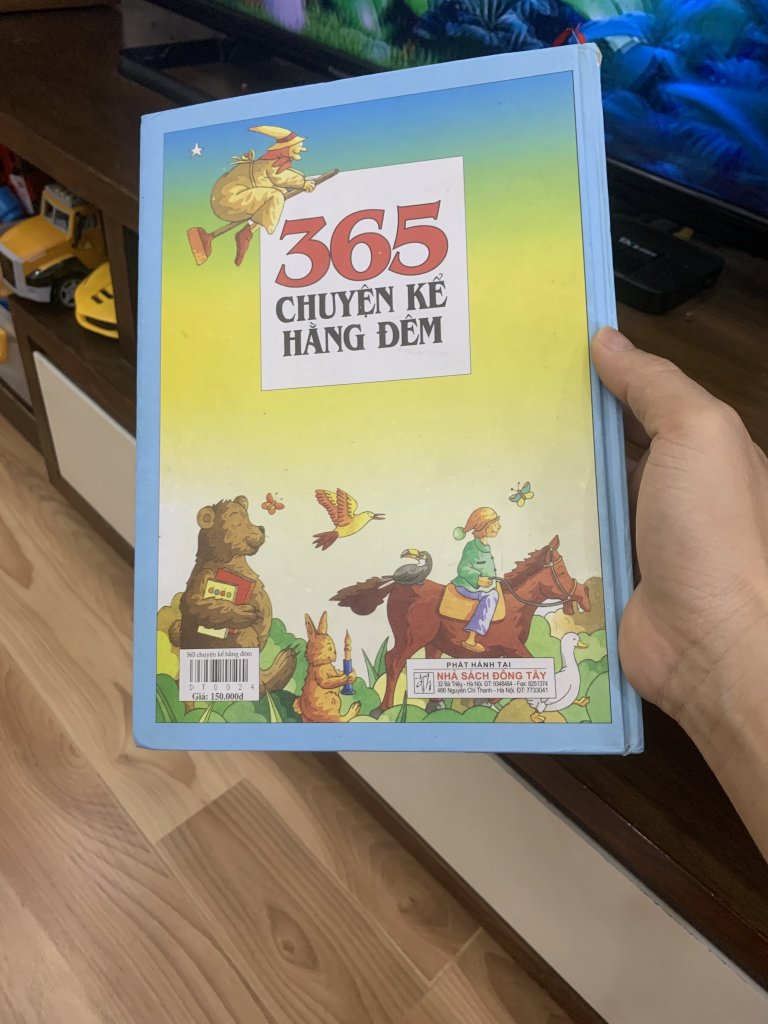 365
CHUYỆN KỂ
HẰNG ĐÊM
365 chuyện kể hằng đêm
Giá: 150.000đ
PHÁT HÀNH TẠI
NHÀ SÁCH ĐÔNG TÂY
32 Bà Triệu - Hà Nội. ĐT: 9348484 - Fax: 8251374
466 Nguyễn Chí Thanh - Hà Nội. ĐT: 7733041